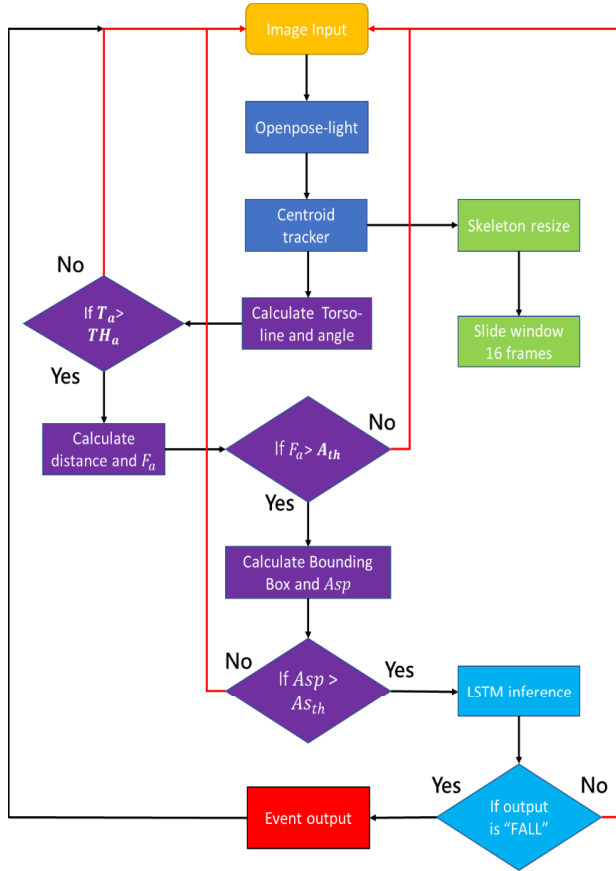 Image Input
Openpose-light
Centroid
tracker
Skeleton resize
No
Calculate Torso-
line and angle
If Tₐ>
THₐ
Slide window
16 frames
Yes
Calculate
distance and Fₐ
If Fₐ> Aₜₕ
No
Yes
Calculate Bounding
Box and Asp
No
If Asp >
Asₜₕ
Yes
LSTM inference
Yes
No
If output
is “FALL”
Event output